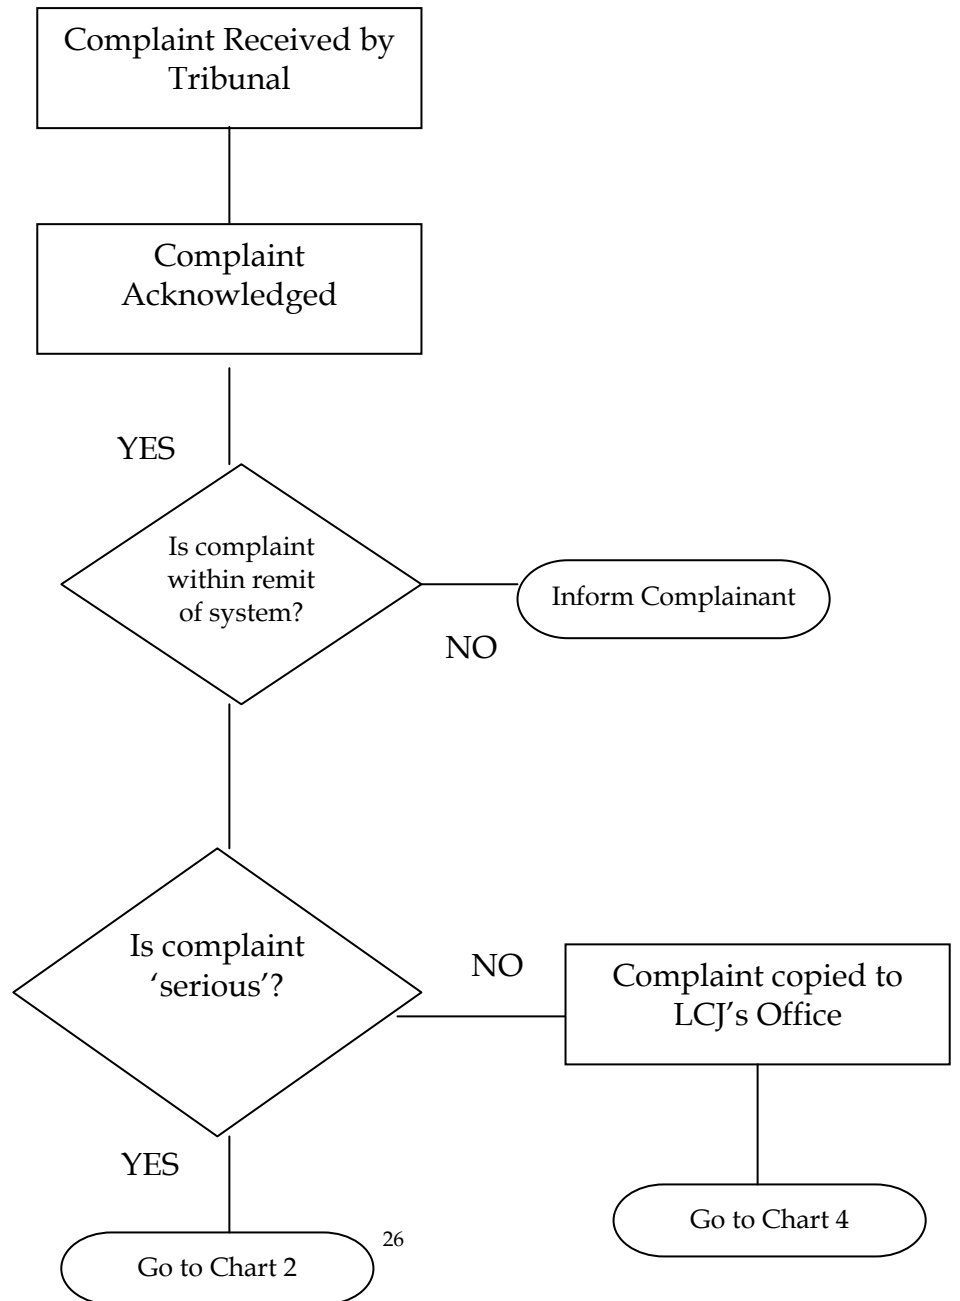 Complaint Received by
Tribunal
Complaint
Acknowledged
YES
Is complaint
within remit
of system?
Inform Complainant
NO
Is complaint
‘serious’?
NO
Complaint copied to
LCJ’s Office
YES
Go to Chart 4
26
Go to Chart 2